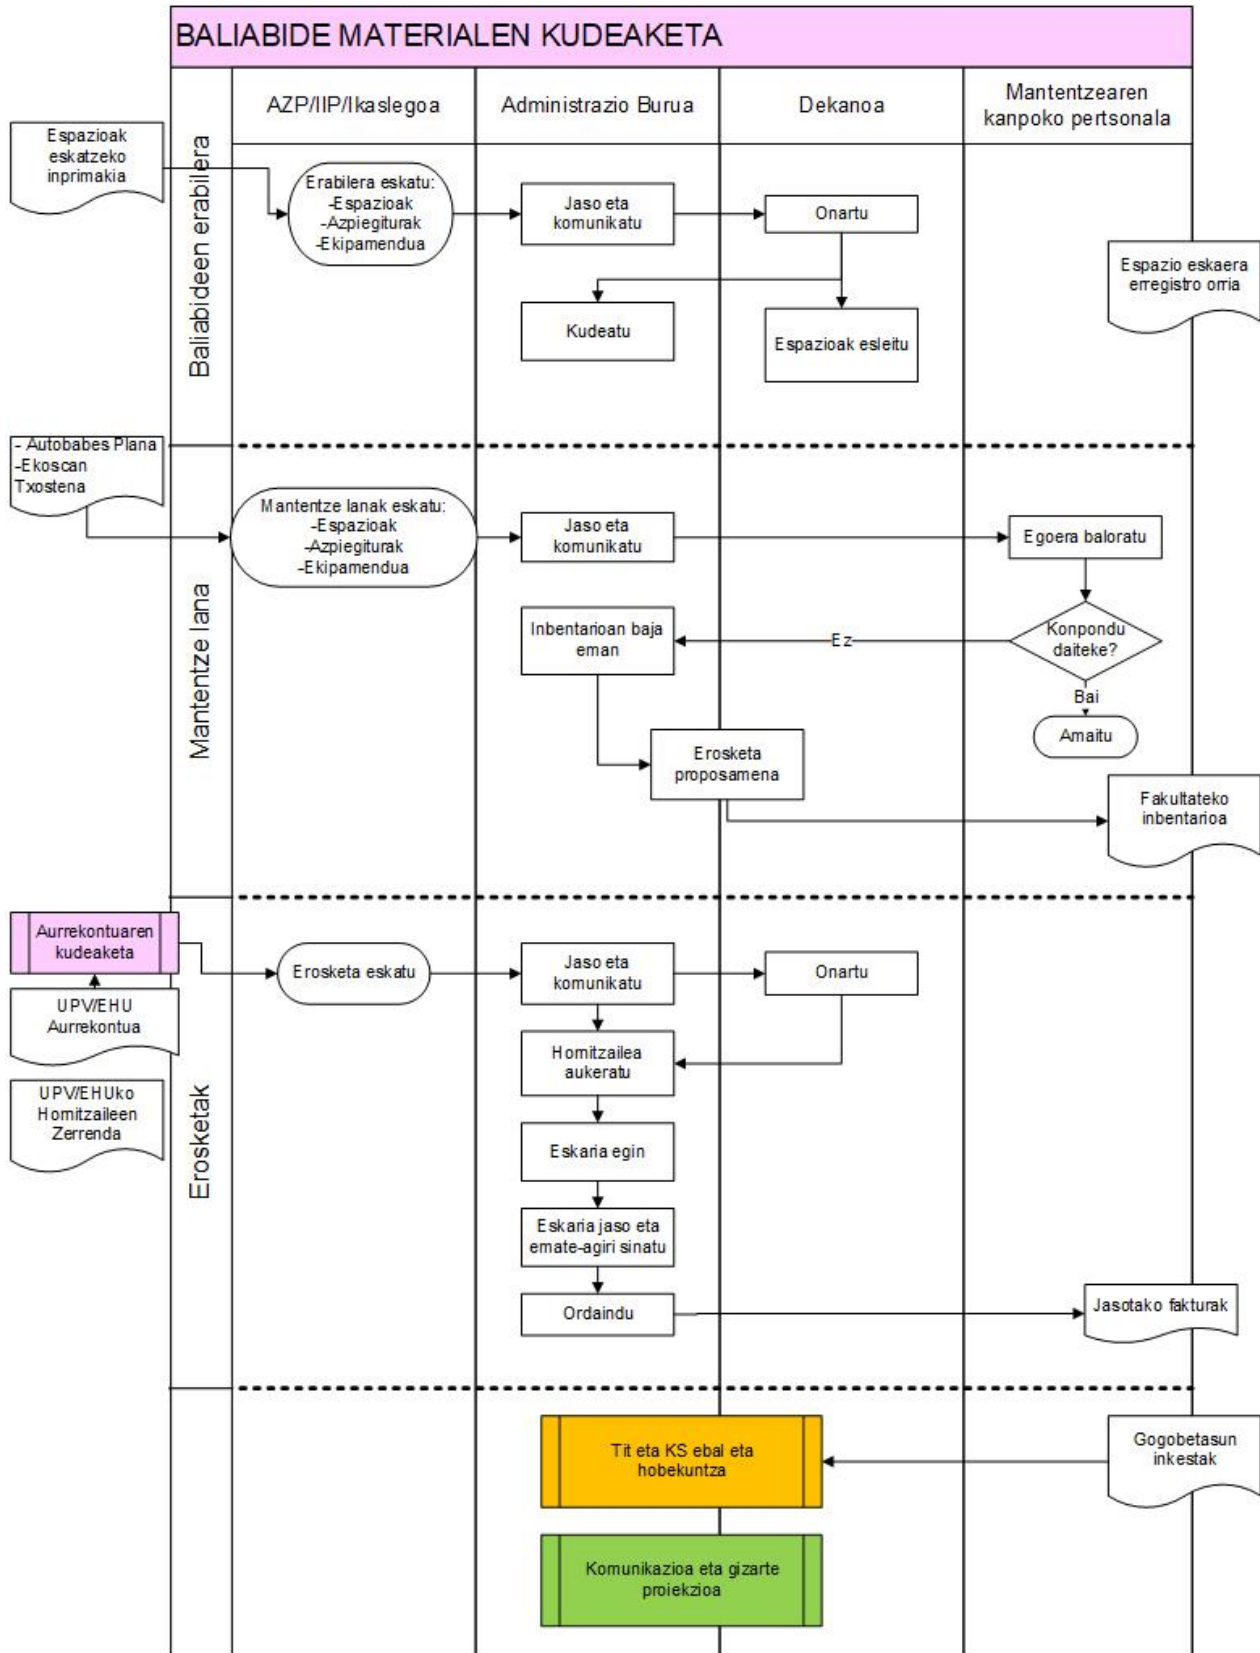 BALIABIDE MATERIALEN KUDEAKETA
AZP/IIP/Ikaslegoa
Administrazio Burua
Dekanoa
Mantentzearen
kanpoko pertsonala
Baliabideen erabilera
Espazioak
eskatzeko
inprimakia
Erabilera eskatu:
-Espazioak
-Azpiegiturak
-Ekipamendua
Jaso eta
komunikatu
Onartu
Kudeatu
Espazioak esleitu
Espazio eskaera
erregistro orria
Mantentze lana
- Autobabes Plana
-Ekoscan
Txostena
Mantentze lanak eskatu:
-Espazioak
-Azpiegiturak
-Ekipamendua
Jaso eta
komunikatu
Egoera baloratu
Konpondu
daiteke?
Ez
Bai
Amaitu
Inbentarioan baja
eman
Erosketa
proposamena
Fakultateko
inbentarioa
Erosketak
Aurrekontuaren
kudeaketa
UPV/EHU
Aurrekontua
UPV/EHUko
Hornitzaileen
Zerrenda
Erosketa eskatu
Jaso eta
komunikatu
Onartu
Hornitzailea
aukeratu
Eskaria egin
Eskaria jaso eta
emate-agiri sinatu
Ordaindu
Jasotako fakturak
Tit eta KS ebal eta
hobekuntza
Gogobetasun
inkestak
Komunikazioa eta gizarte
proiekzioa